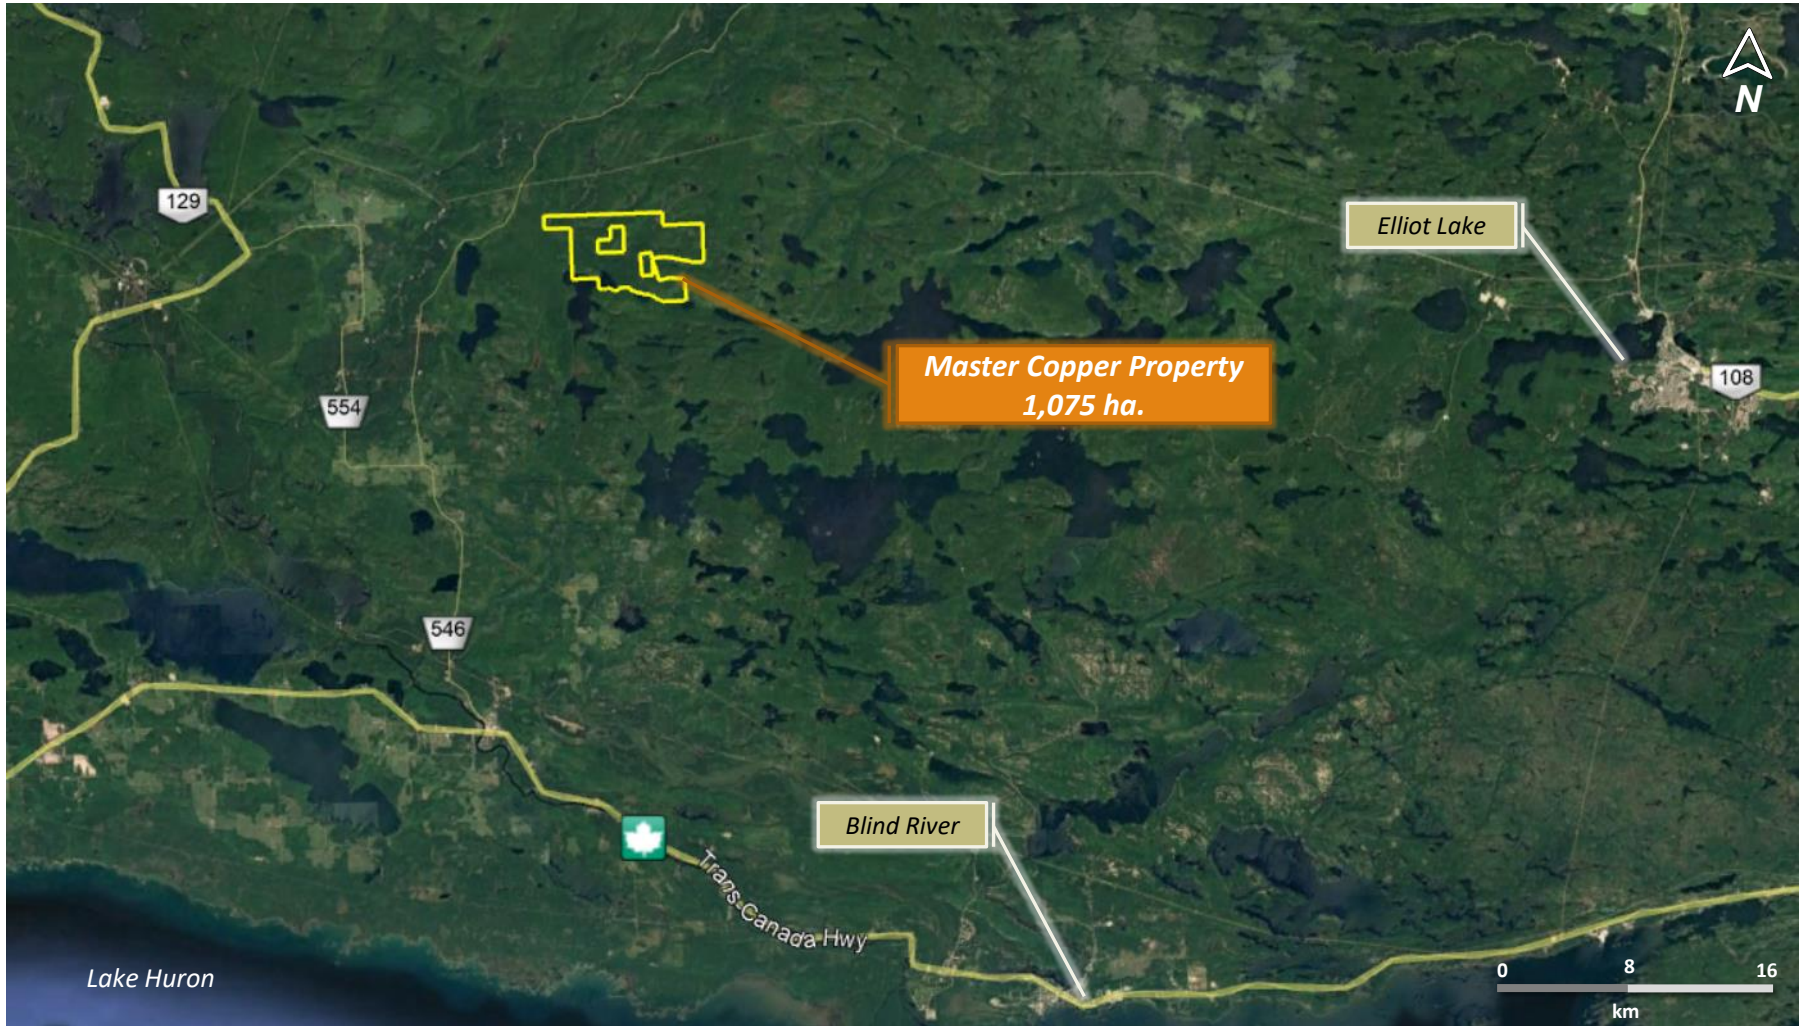 N
129
Elliot Lake
Master Copper Property
1,075 ha.
108
554
546
Blind River
Trans-Canada Hwy
Lake Huron
0 8 16
km